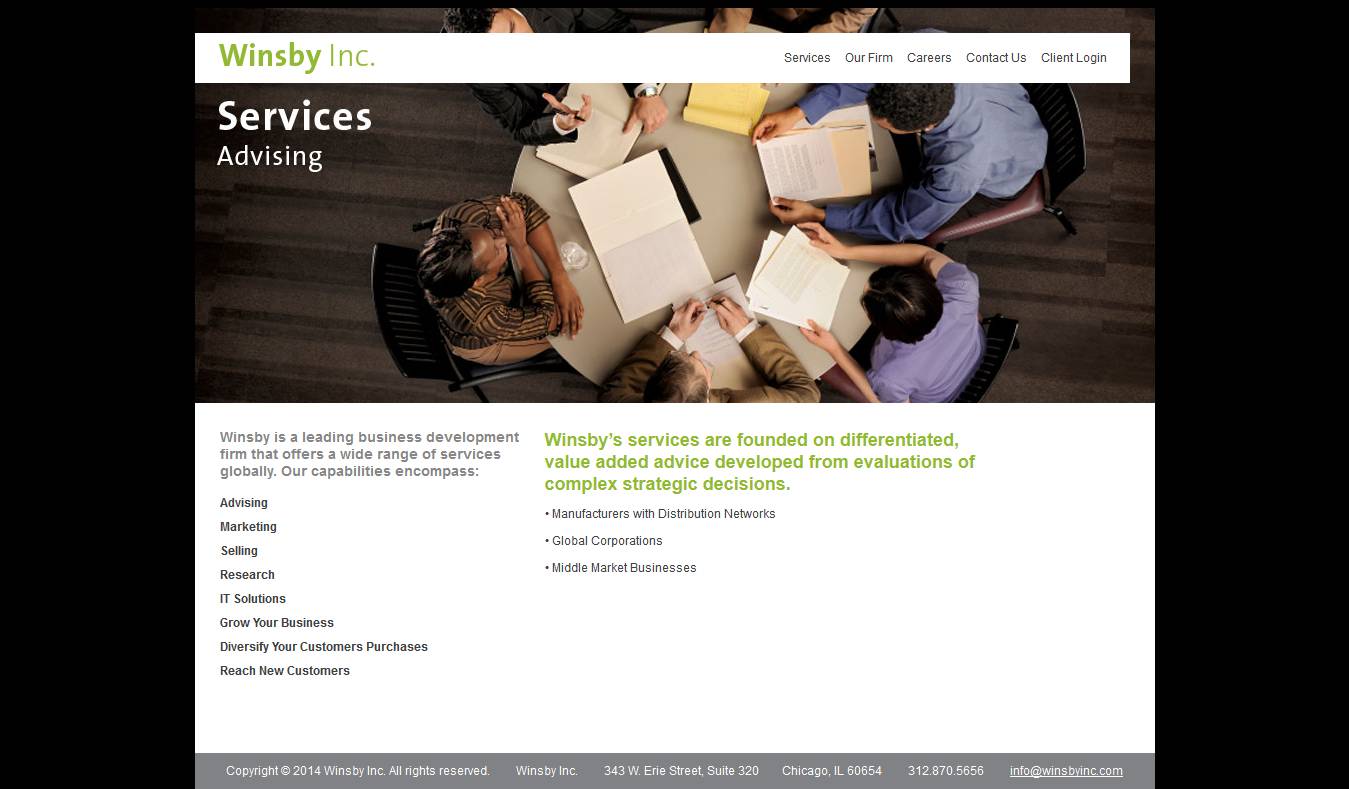 Winsby Inc.
Services Our Firm Careers Contact Us Client Login
Services
Advising
Winsby is a leading business development
firm that offers a wide range of services
globally. Our capabilities encompass:
Advising
Marketing
Selling
Research
IT Solutions
Grow Your Business
Diversify Your Customers Purchases
Reach New Customers
Winsby’s services are founded on differentiated,
value added advice developed from evaluations of
complex strategic decisions.
• Manufacturers with Distribution Networks
• Global Corporations
• Middle Market Businesses
Copyright © 2014 Winsby Inc. All rights reserved. Winsby Inc. 343 W. Erie Street, Suite 320 Chicago, IL 60654 312.870.5656 info@winsbyinc.com